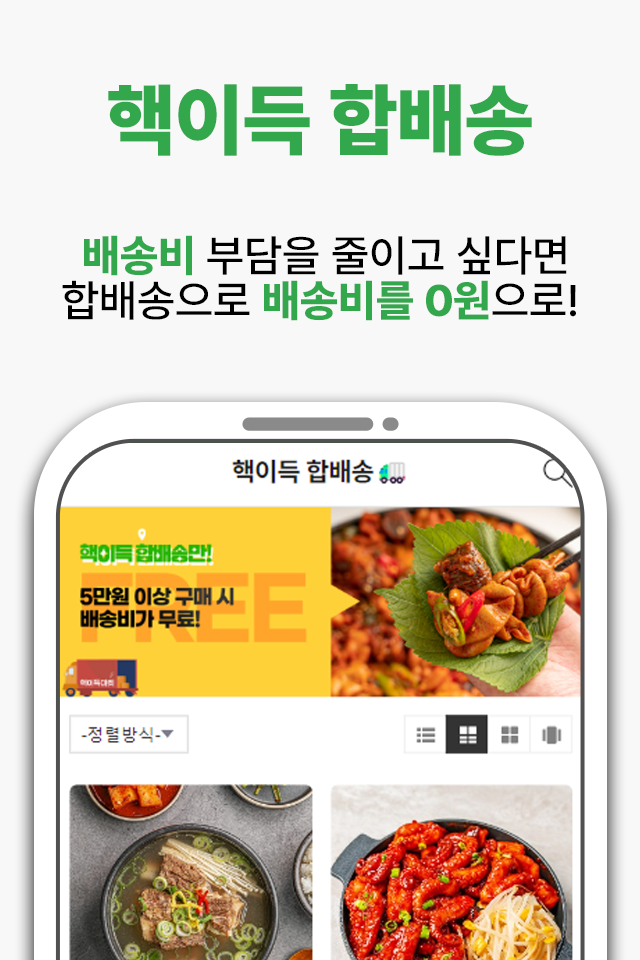 핵이득 합배송
배송비 부담을 줄이고 싶다면
합배송으로 배송비를 0원으로!
핵이득 합배송
핵이득 합배송만!
FREE
5만원 이상 구매 시
배송비가 무료!
-정렬방식-